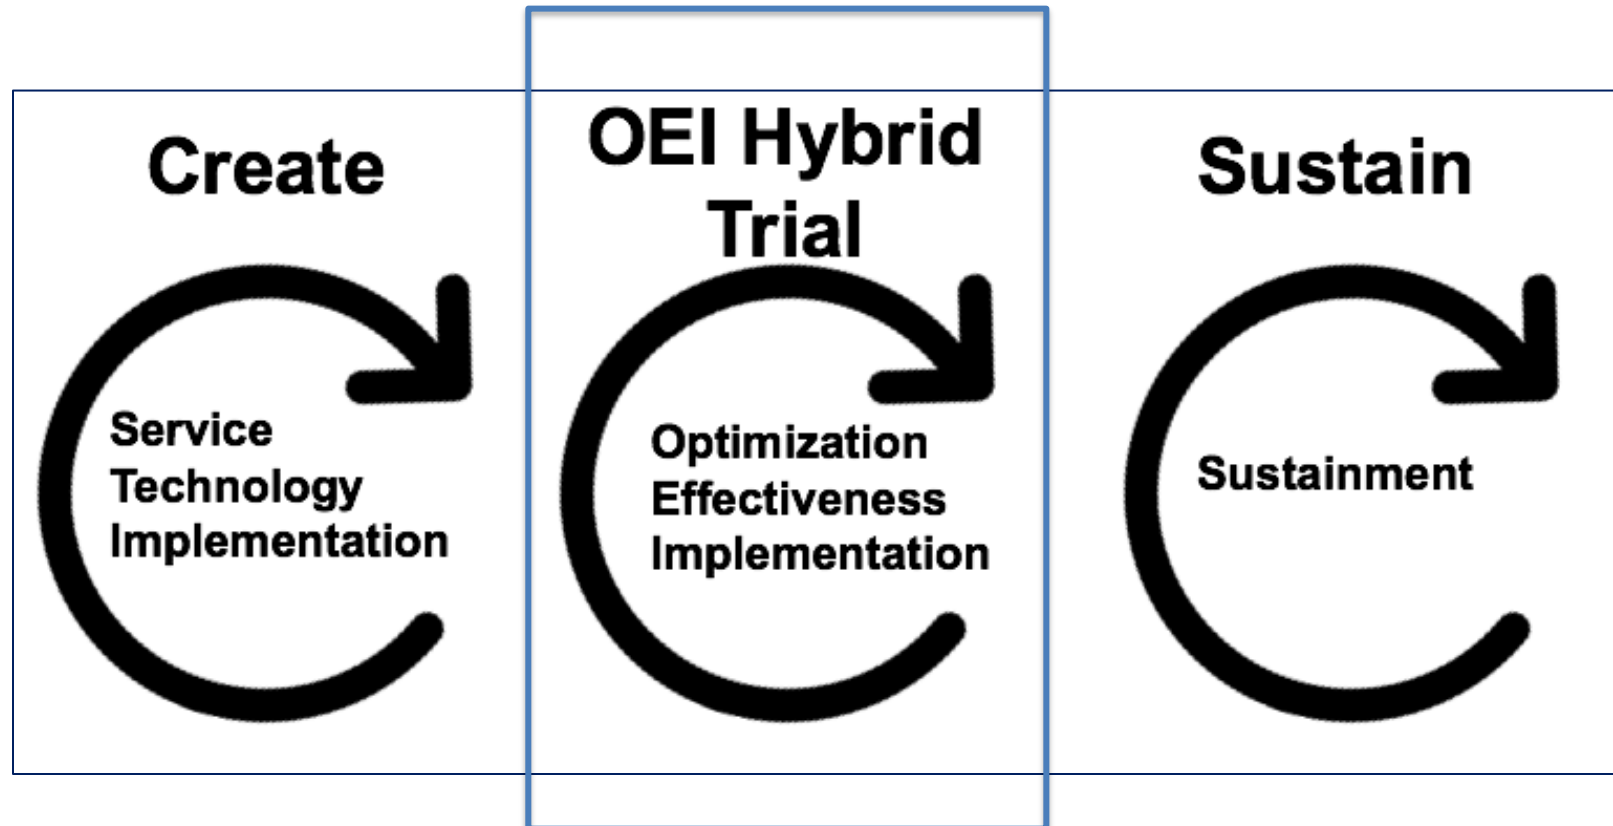 Create
Service
Technology
Implementation
OEI Hybrid
Trial
Optimization
Effectiveness
Implementation
Sustain
Sustainment